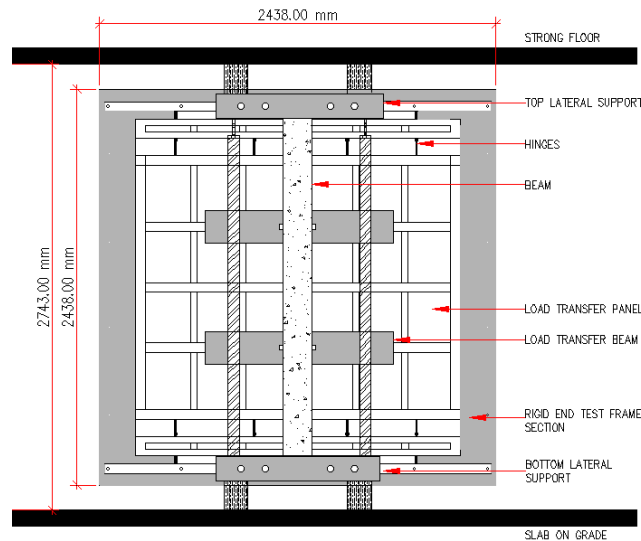 2438.00 mm
STRONG FLOOR
TOP LATERAL SUPPORT
HINGES
BEAM
2743.00 mm
2438.00 mm
LOAD TRANSFER PANEL
LOAD TRANSFER BEAM
RIGID END TEST FRAME
SECTION
BOTTOM LATERAL
SUPPORT
SLAB ON GRADE